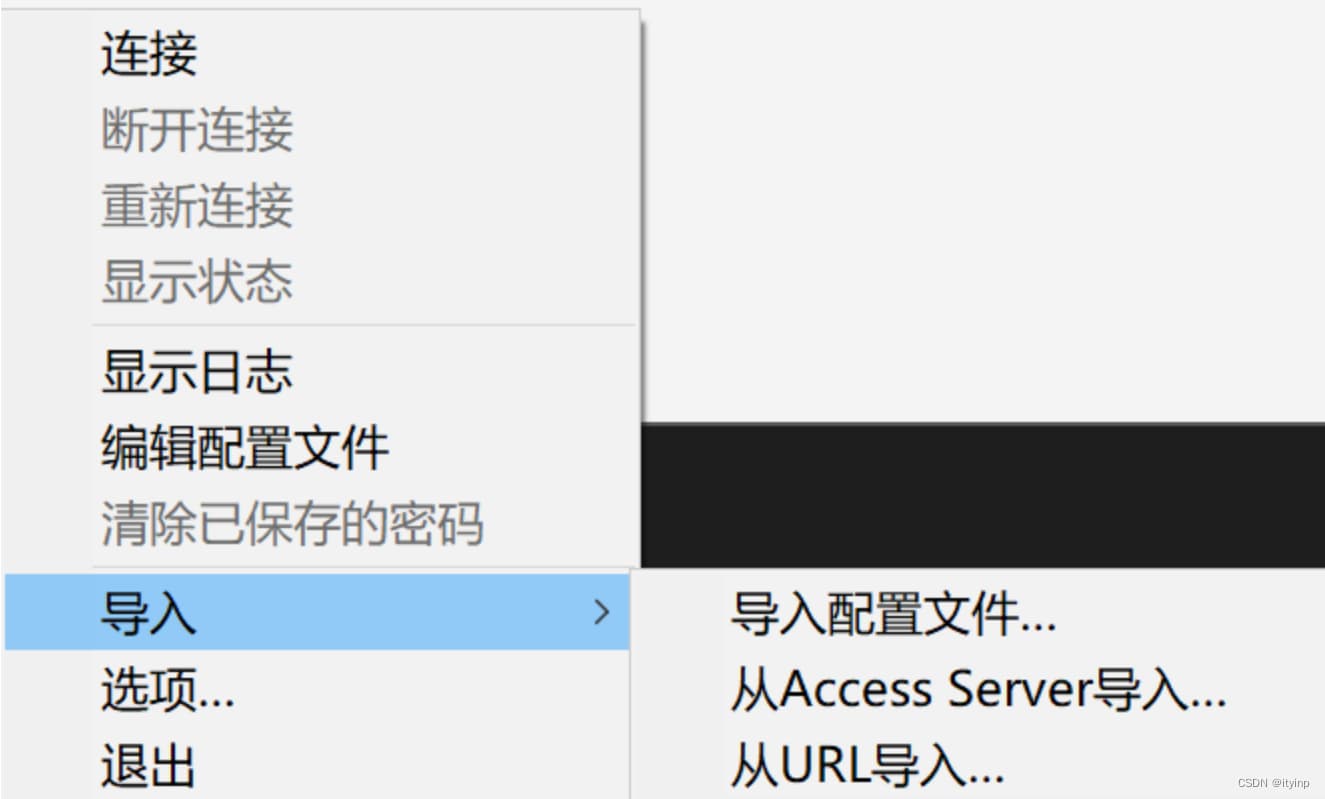 连接
断开连接
重新连接
显示状态
显示日志
编辑配置文件
清除已保存的密码
导入
导入配置文件...
选项...
从Access Server导入...
退出
从URL导入...
CSDN @ityinp